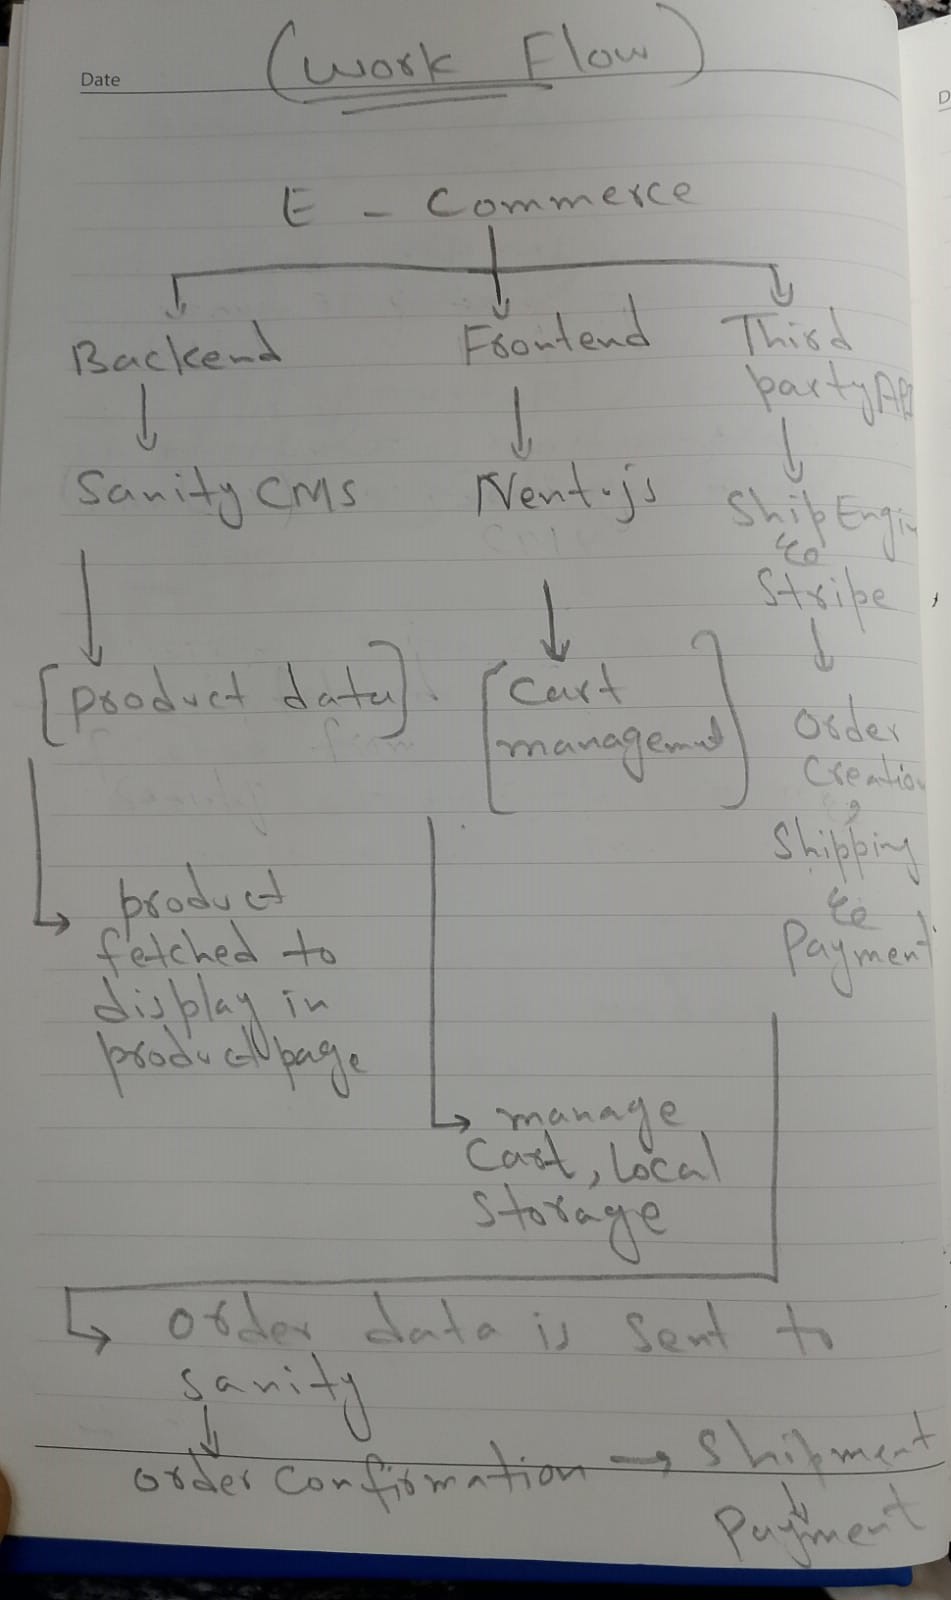 Date
(Work Flow)
E - Commerce
Backend
Frontend
Third
party API
Sanity CMS
Next.js
ShipEngin
&
Stripe
[product data].
[Cart
management]
Order
Creation
,
Shipping
&
Payment
product
fetched to
display in
product page
manage
Cart, Local
Storage
order data is sent to
sanity
order confirmation → Shipment
Payment